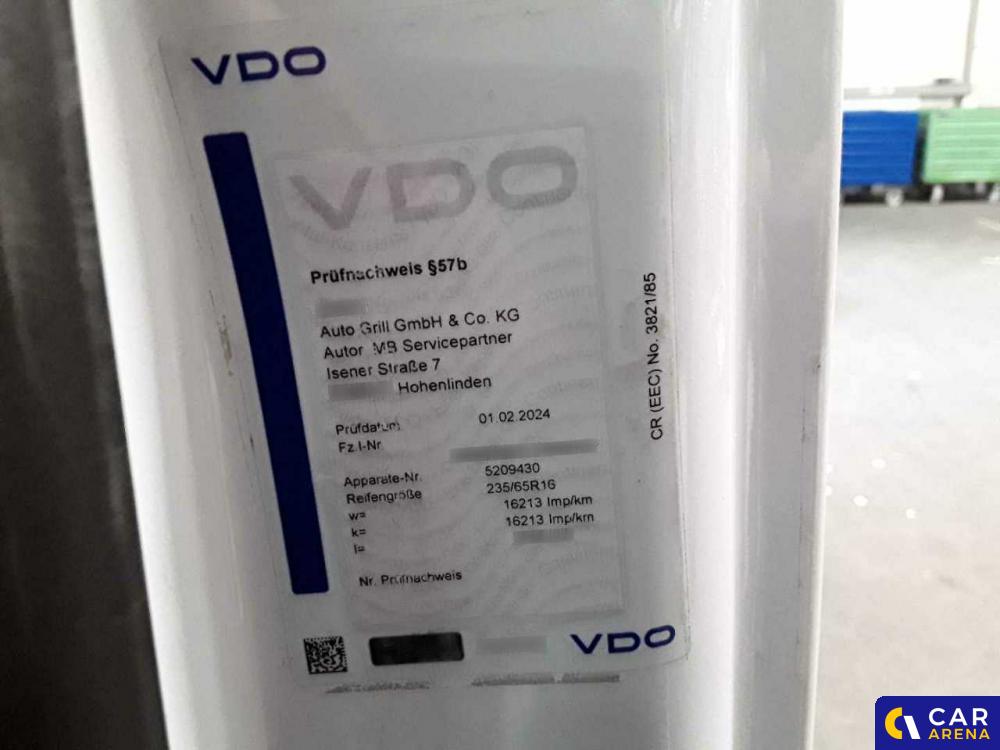 VDO
VDO
Prüfnachweis §57b
Auto Grill GmbH & Co. KG
Autor. MB Servicepartner
Isener Straße 7
Hohenlinden
Prüfdatum 01.02.2024
Fz.I-Nr.
Apparate-Nr. 5209430
Reifengröße 235/65R16
w= 16213 Imp/km
k= 16213 Imp/km
l=
Nr. Prüfnachweis
VDO
CR (EEC) No. 3821/85
CAR
ARENA